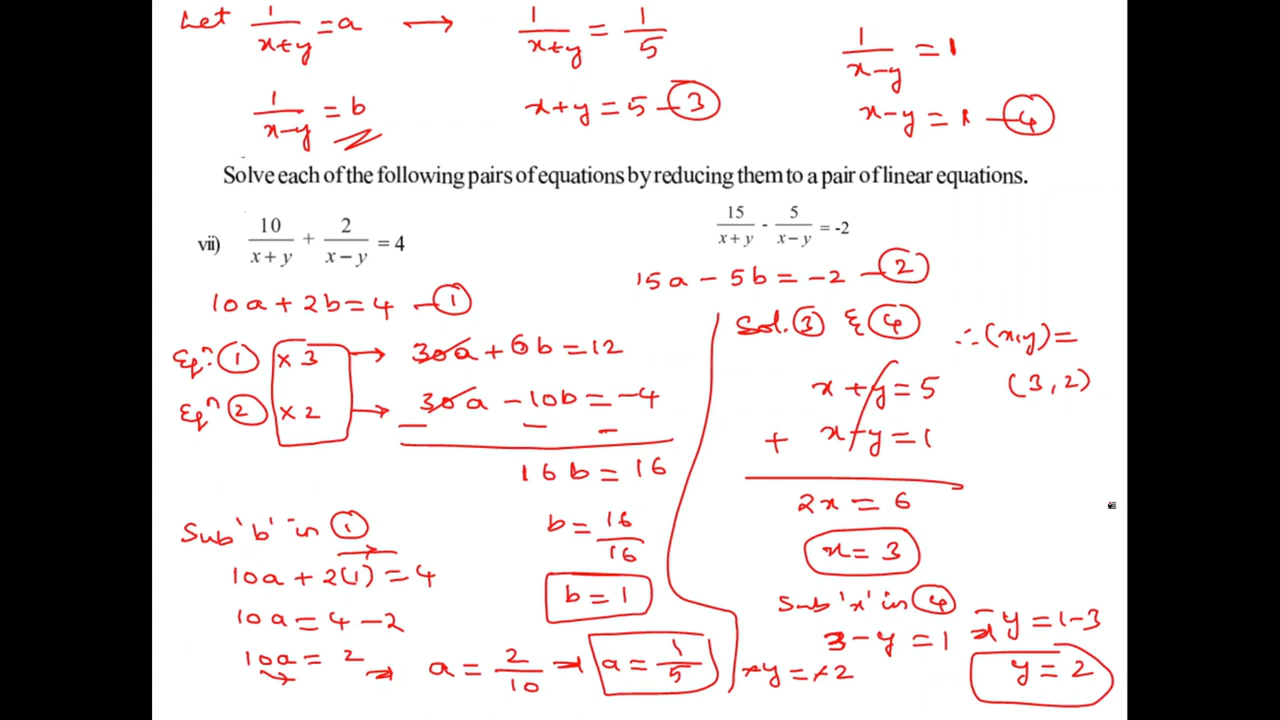 Let 1/(x+y) = a → 1/(x+y) = 1/5
1/(x-y) = 1
1/(x-y) = b
x+y = 5 — ③
x-y = 1 — ④
Solve each of the following pairs of equations by reducing them to a pair of linear equations.
vii) 10/(x+y) + 2/(x-y) = 4
15/(x+y) - 5/(x-y) = -2
10a + 2b = 4 — ①
15a - 5b = -2 — ②
Eqⁿ ① × 3 → 30a + 6b = 12
Eqⁿ ② × 2 → 30a - 10b = -4
— — —
16b = 16
b = 16/16
b = 1
Sub 'b' in ①
10a + 2(1) = 4
10a = 4 - 2
10a = 2 → a = 2/10 → a = 1/5
Sol. ③ & ④
x + y = 5
+ x - y = 1
2x = 6
x = 3
Sub 'x' in ④
3 - y = 1
-y = 1-3
-y = -2
y = 2
∴ (x,y) =
(3, 2)